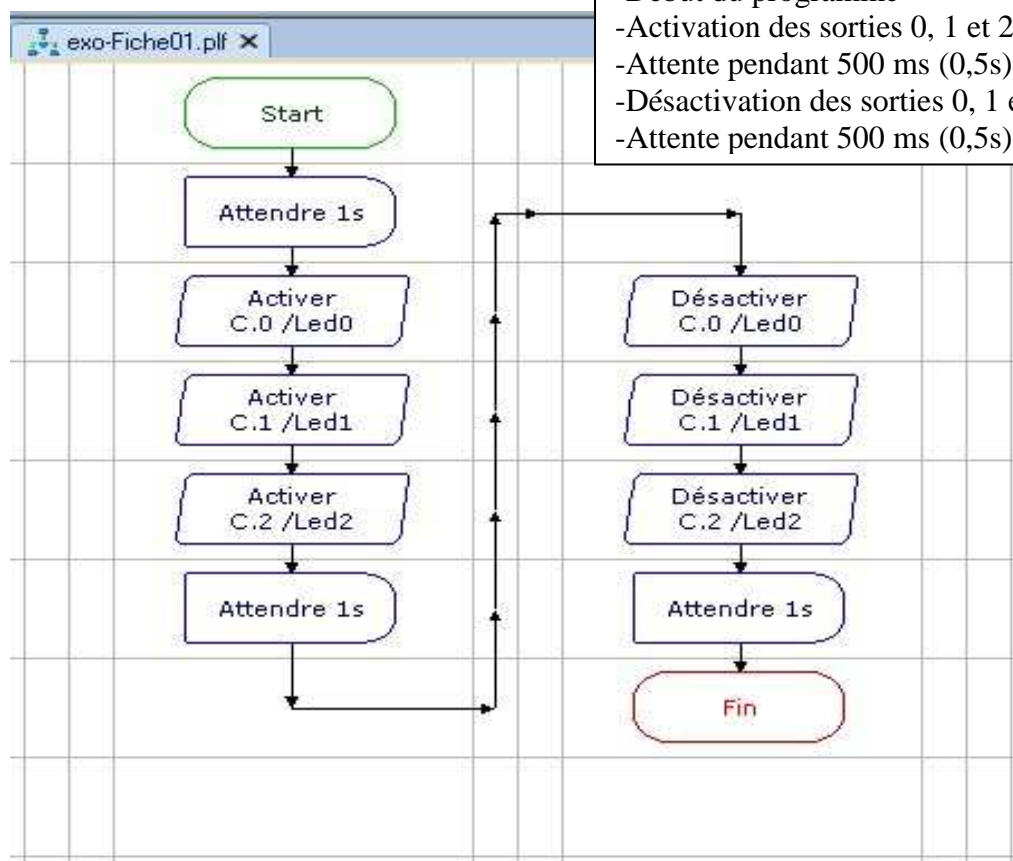 -Début du programme
-Activation des sorties 0, 1 et 2
-Attente pendant 500 ms (0,5s)
-Désactivation des sorties 0, 1
-Attente pendant 500 ms (0,5s)
exo-Fiche01.plf
Start
Attendre 1s
Activer
C.0 /Led0
Activer
C.1 /Led1
Activer
C.2 /Led2
Attendre 1s
Désactiver
C.0 /Led0
Désactiver
C.1 /Led1
Désactiver
C.2 /Led2
Attendre 1s
Fin